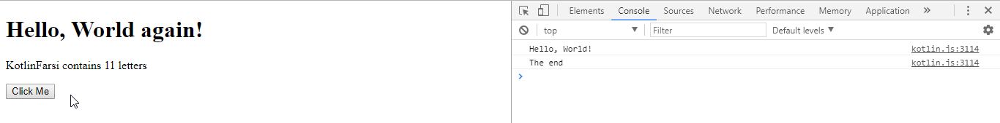 Hello, World again!
KotlinFarsi contains 11 letters
Click Me
Elements Console Sources Network Performance Memory Application »
top Filter Default levels
Hello, World! kotlin.js:3114
The end kotlin.js:3114